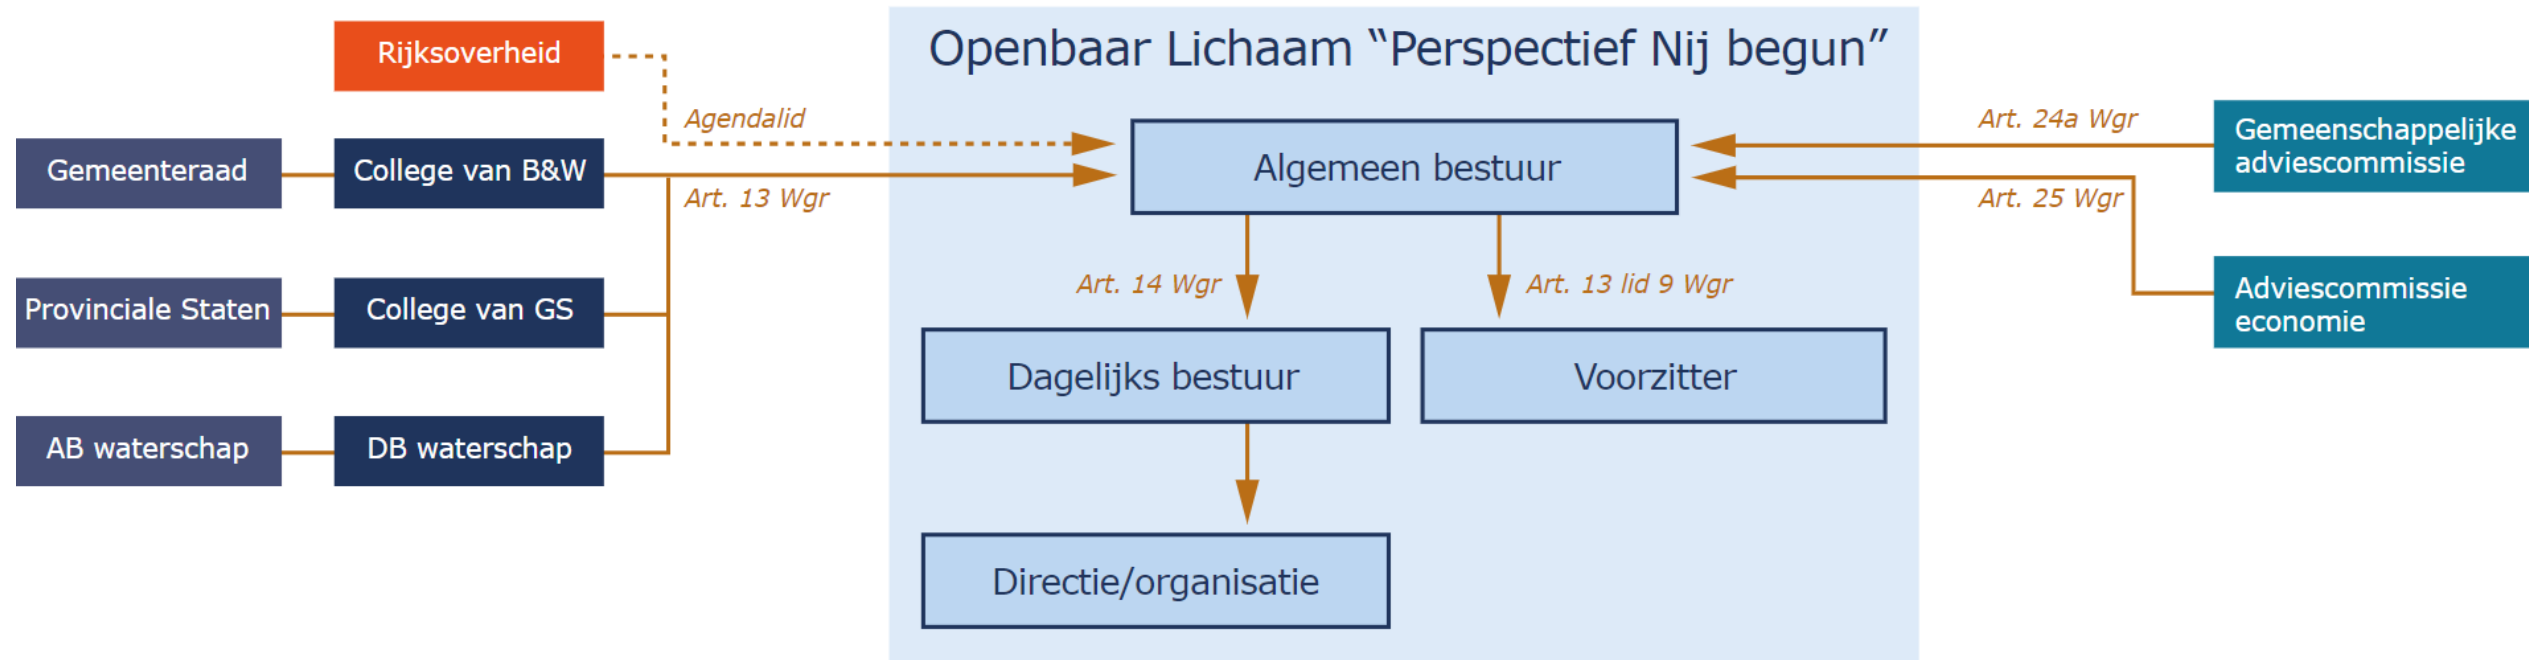 Rijksoverheid
Gemeenteraad
College van B&W
Provinciale Staten
College van GS
AB waterschap
DB waterschap
Agendalid
Art. 13 Wgr
Openbaar Lichaam “Perspectief Nij begun”
Algemeen bestuur
Art. 14 Wgr
Art. 13 lid 9 Wgr
Dagelijks bestuur
Voorzitter
Directie/organisatie
Art. 24a Wgr
Art. 25 Wgr
Gemeenschappelijke
adviescommissie
Adviescommissie
economie